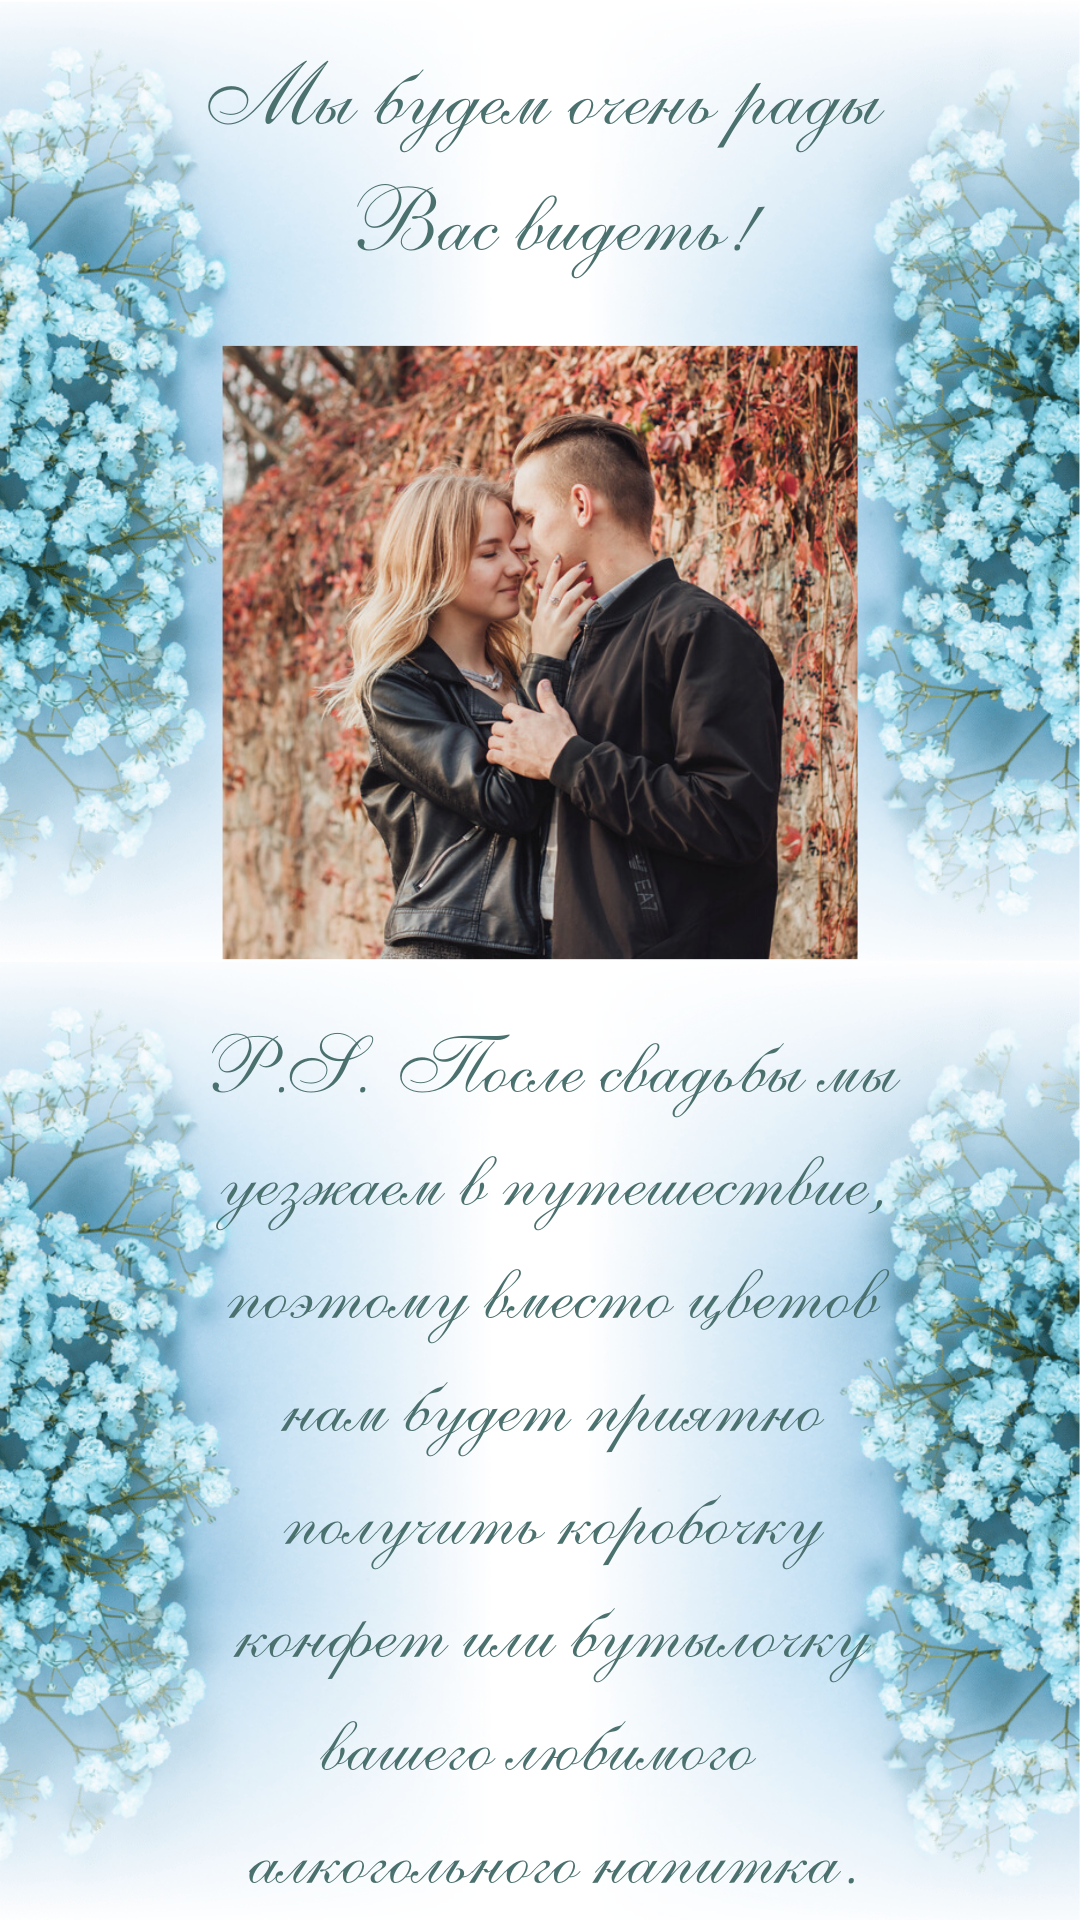 Мы будем очень рады
Вас видеть!
EA7
P.S. После свадьбы мы
уезжаем в путешествие,
поэтому вместо цветов
нам будет приятно
получить коробочку
конфет или бутылочку
вашего любимого
алкогольного напитка.